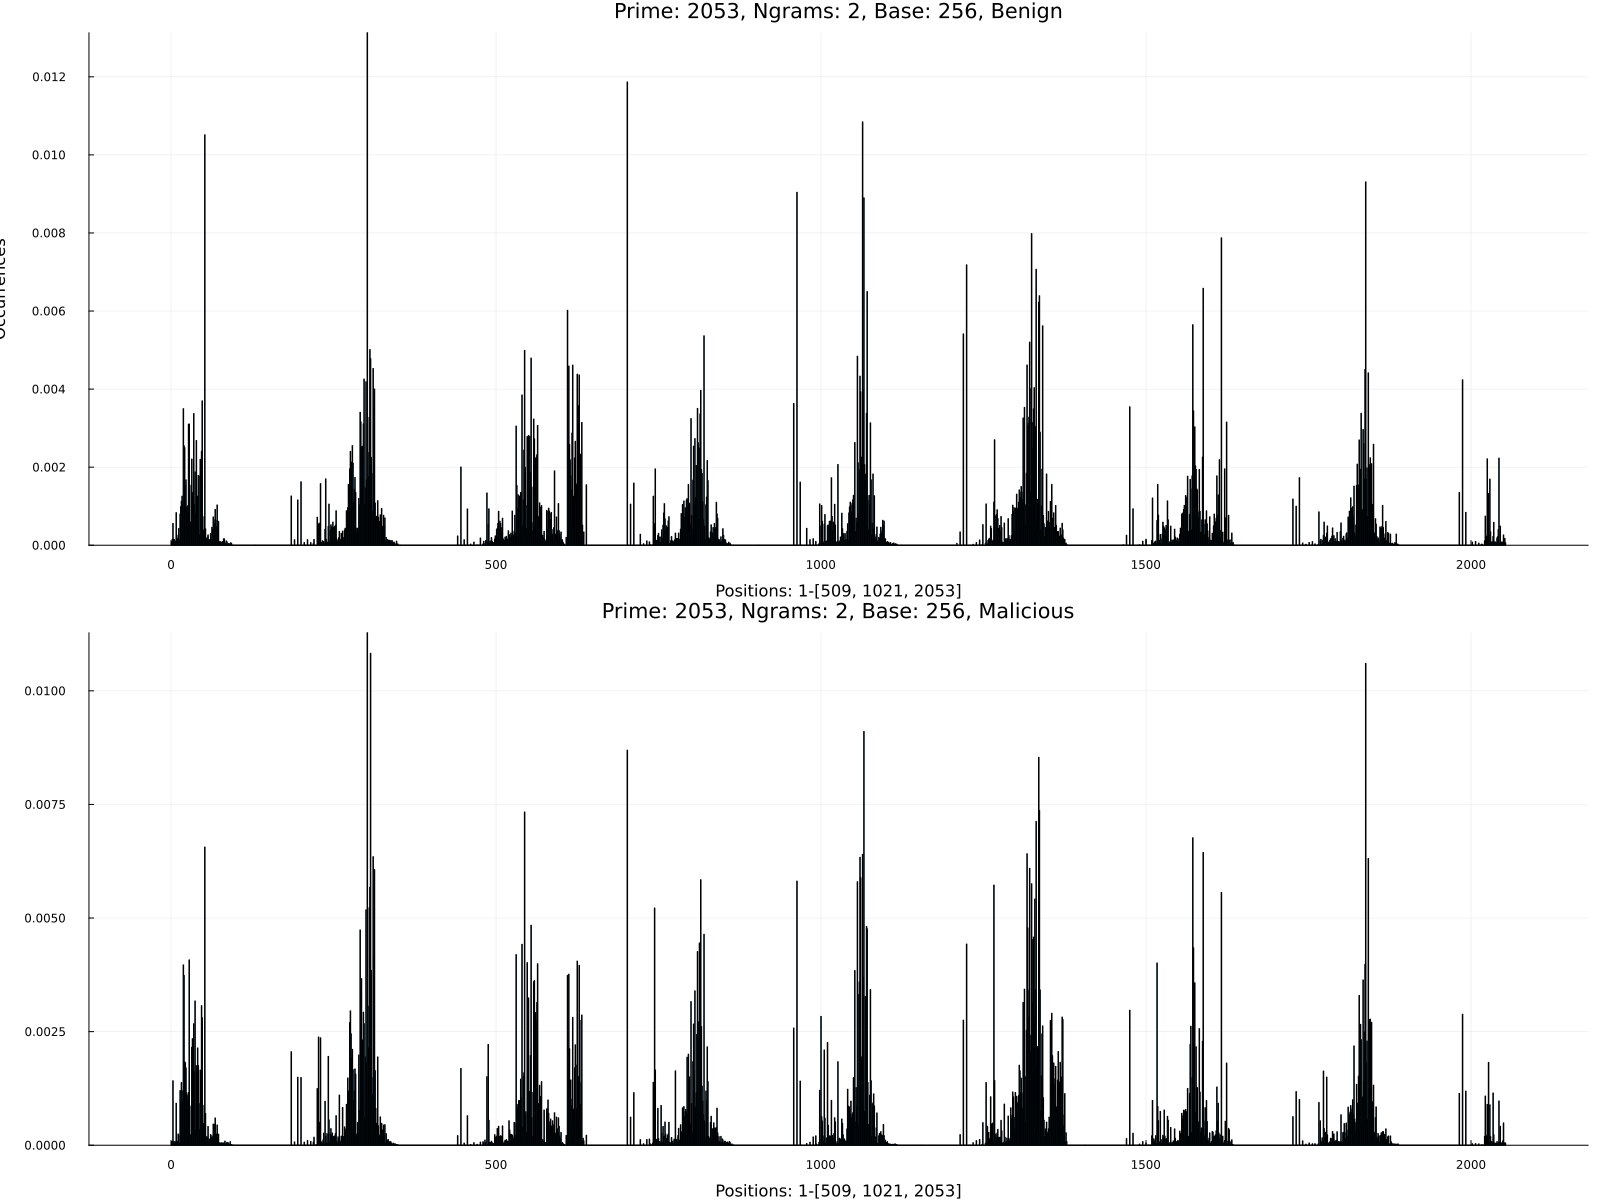 Prime: 2053, Ngrams: 2, Base: 256, Benign
0.012
0.010
0.008
0.006
0.004
0.002
0.000
Occurrences
0 500 1000 1500 2000
Positions: 1-[509, 1021, 2053]
Prime: 2053, Ngrams: 2, Base: 256, Malicious
0.0100
0.0075
0.0050
0.0025
0.0000
0 500 1000 1500 2000
Positions: 1-[509, 1021, 2053]